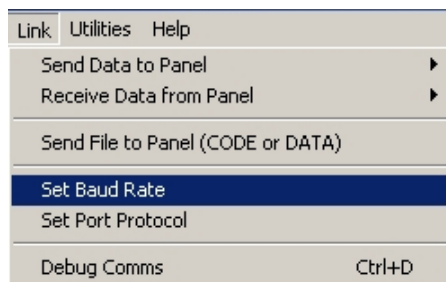 Link Utilities Help
Send Data to Panel
Receive Data from Panel
Send File to Panel (CODE or DATA)
Set Baud Rate
Set Port Protocol
Debug Comms Ctrl+D